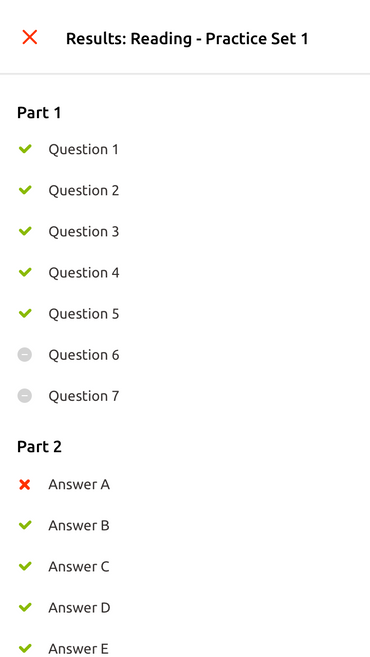 Results: Reading - Practice Set 1
Part 1
Question 1
Question 2
Question 3
Question 4
Question 5
Question 6
Question 7
Part 2
Answer A
Answer B
Answer C
Answer D
Answer E